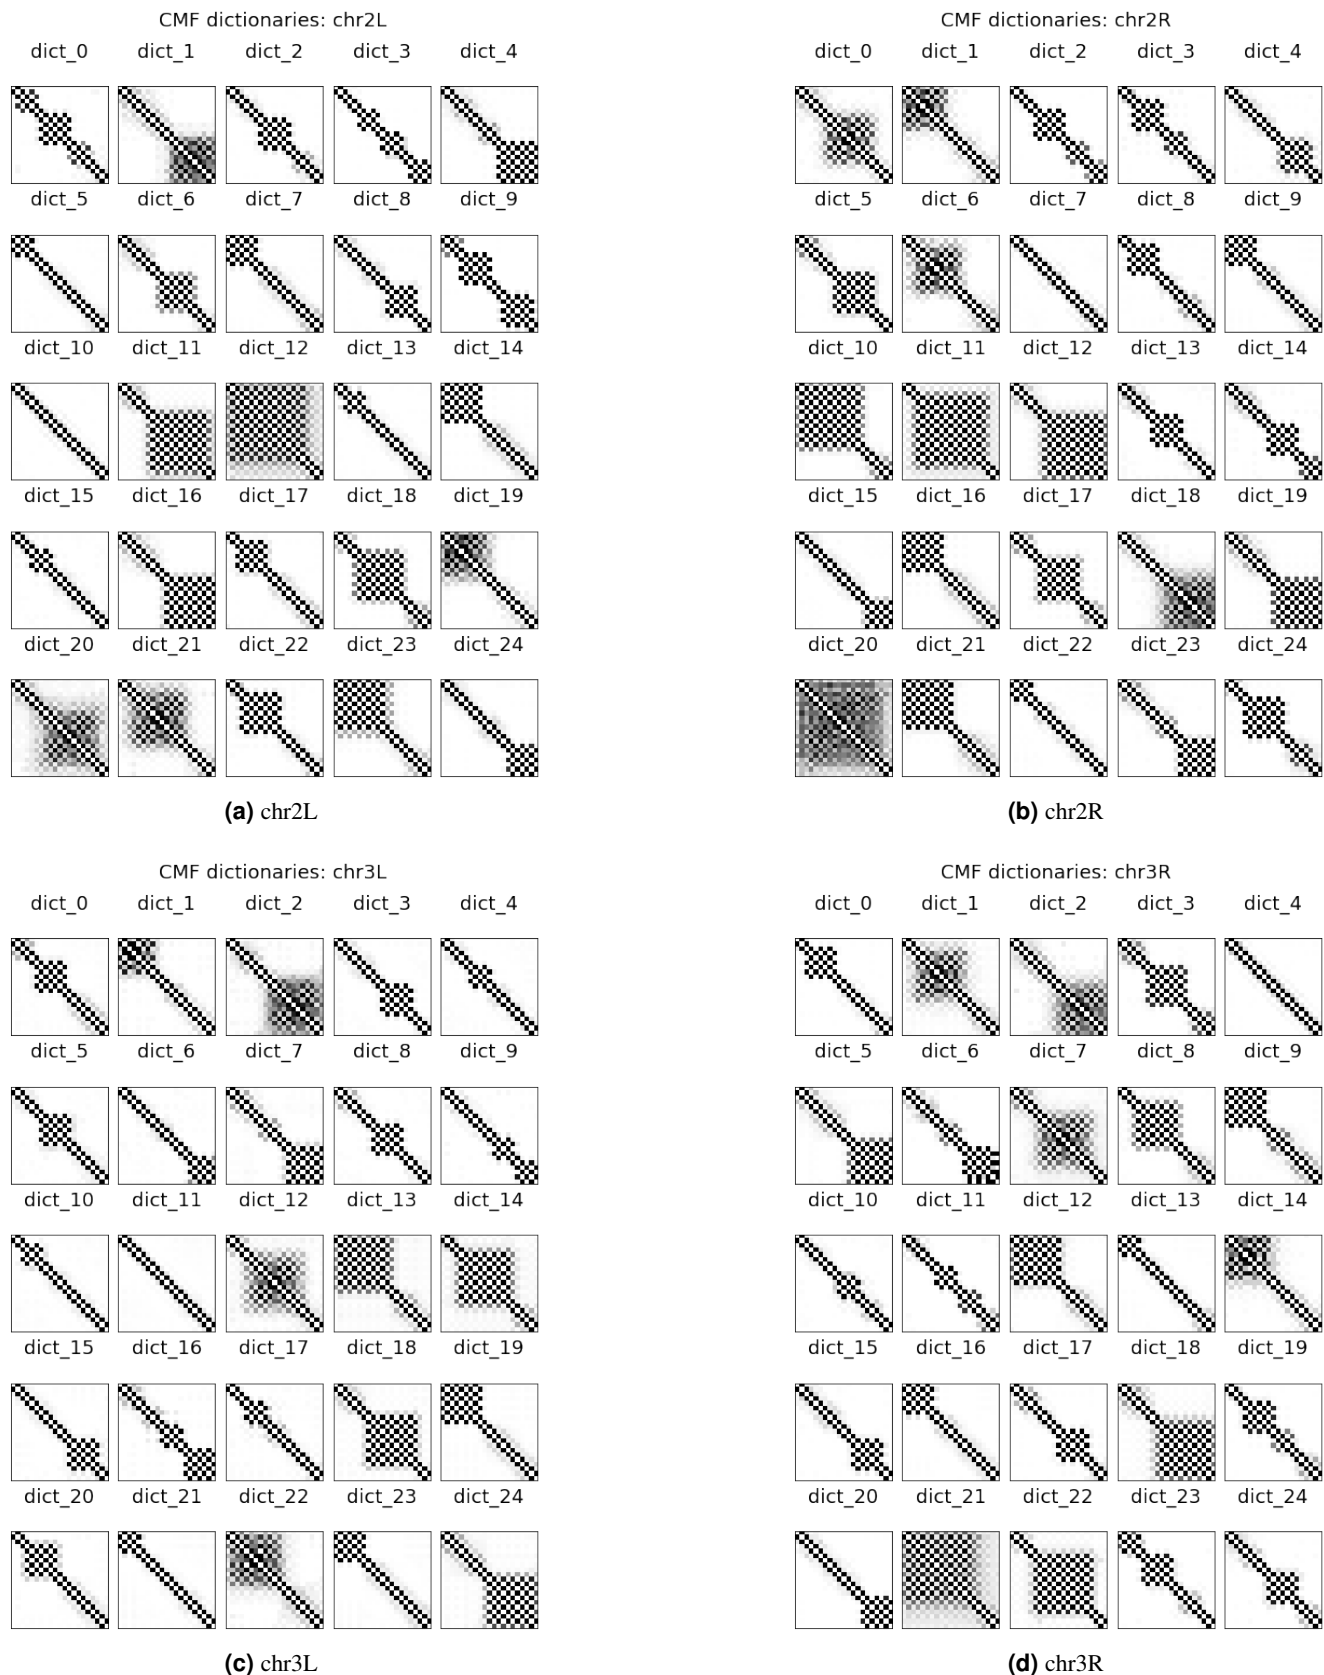 CMF dictionaries: chr2L
dict_0 dict_1 dict_2 dict_3 dict_4
dict_5 dict_6 dict_7 dict_8 dict_9
dict_10 dict_11 dict_12 dict_13 dict_14
dict_15 dict_16 dict_17 dict_18 dict_19
dict_20 dict_21 dict_22 dict_23 dict_24
(a) chr2L
CMF dictionaries: chr2R
dict_0 dict_1 dict_2 dict_3 dict_4
dict_5 dict_6 dict_7 dict_8 dict_9
dict_10 dict_11 dict_12 dict_13 dict_14
dict_15 dict_16 dict_17 dict_18 dict_19
dict_20 dict_21 dict_22 dict_23 dict_24
(b) chr2R
CMF dictionaries: chr3L
dict_0 dict_1 dict_2 dict_3 dict_4
dict_5 dict_6 dict_7 dict_8 dict_9
dict_10 dict_11 dict_12 dict_13 dict_14
dict_15 dict_16 dict_17 dict_18 dict_19
dict_20 dict_21 dict_22 dict_23 dict_24
(c) chr3L
CMF dictionaries: chr3R
dict_0 dict_1 dict_2 dict_3 dict_4
dict_5 dict_6 dict_7 dict_8 dict_9
dict_10 dict_11 dict_12 dict_13 dict_14
dict_15 dict_16 dict_17 dict_18 dict_19
dict_20 dict_21 dict_22 dict_23 dict_24
(d) chr3R